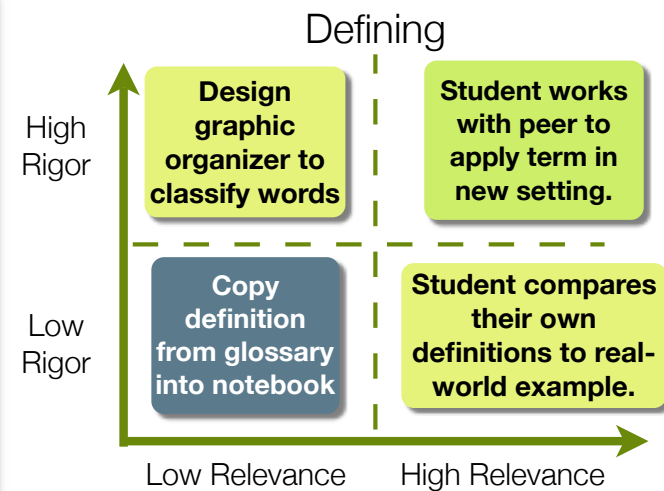 Defining
High
Rigor
Design
graphic
organizer to
classify words
Student works
with peer to
apply term in
new setting.
Low
Rigor
Copy
definition
from glossary
into notebook
Student compares
their own
definitions to real-
world example.
Low Relevance
High Relevance